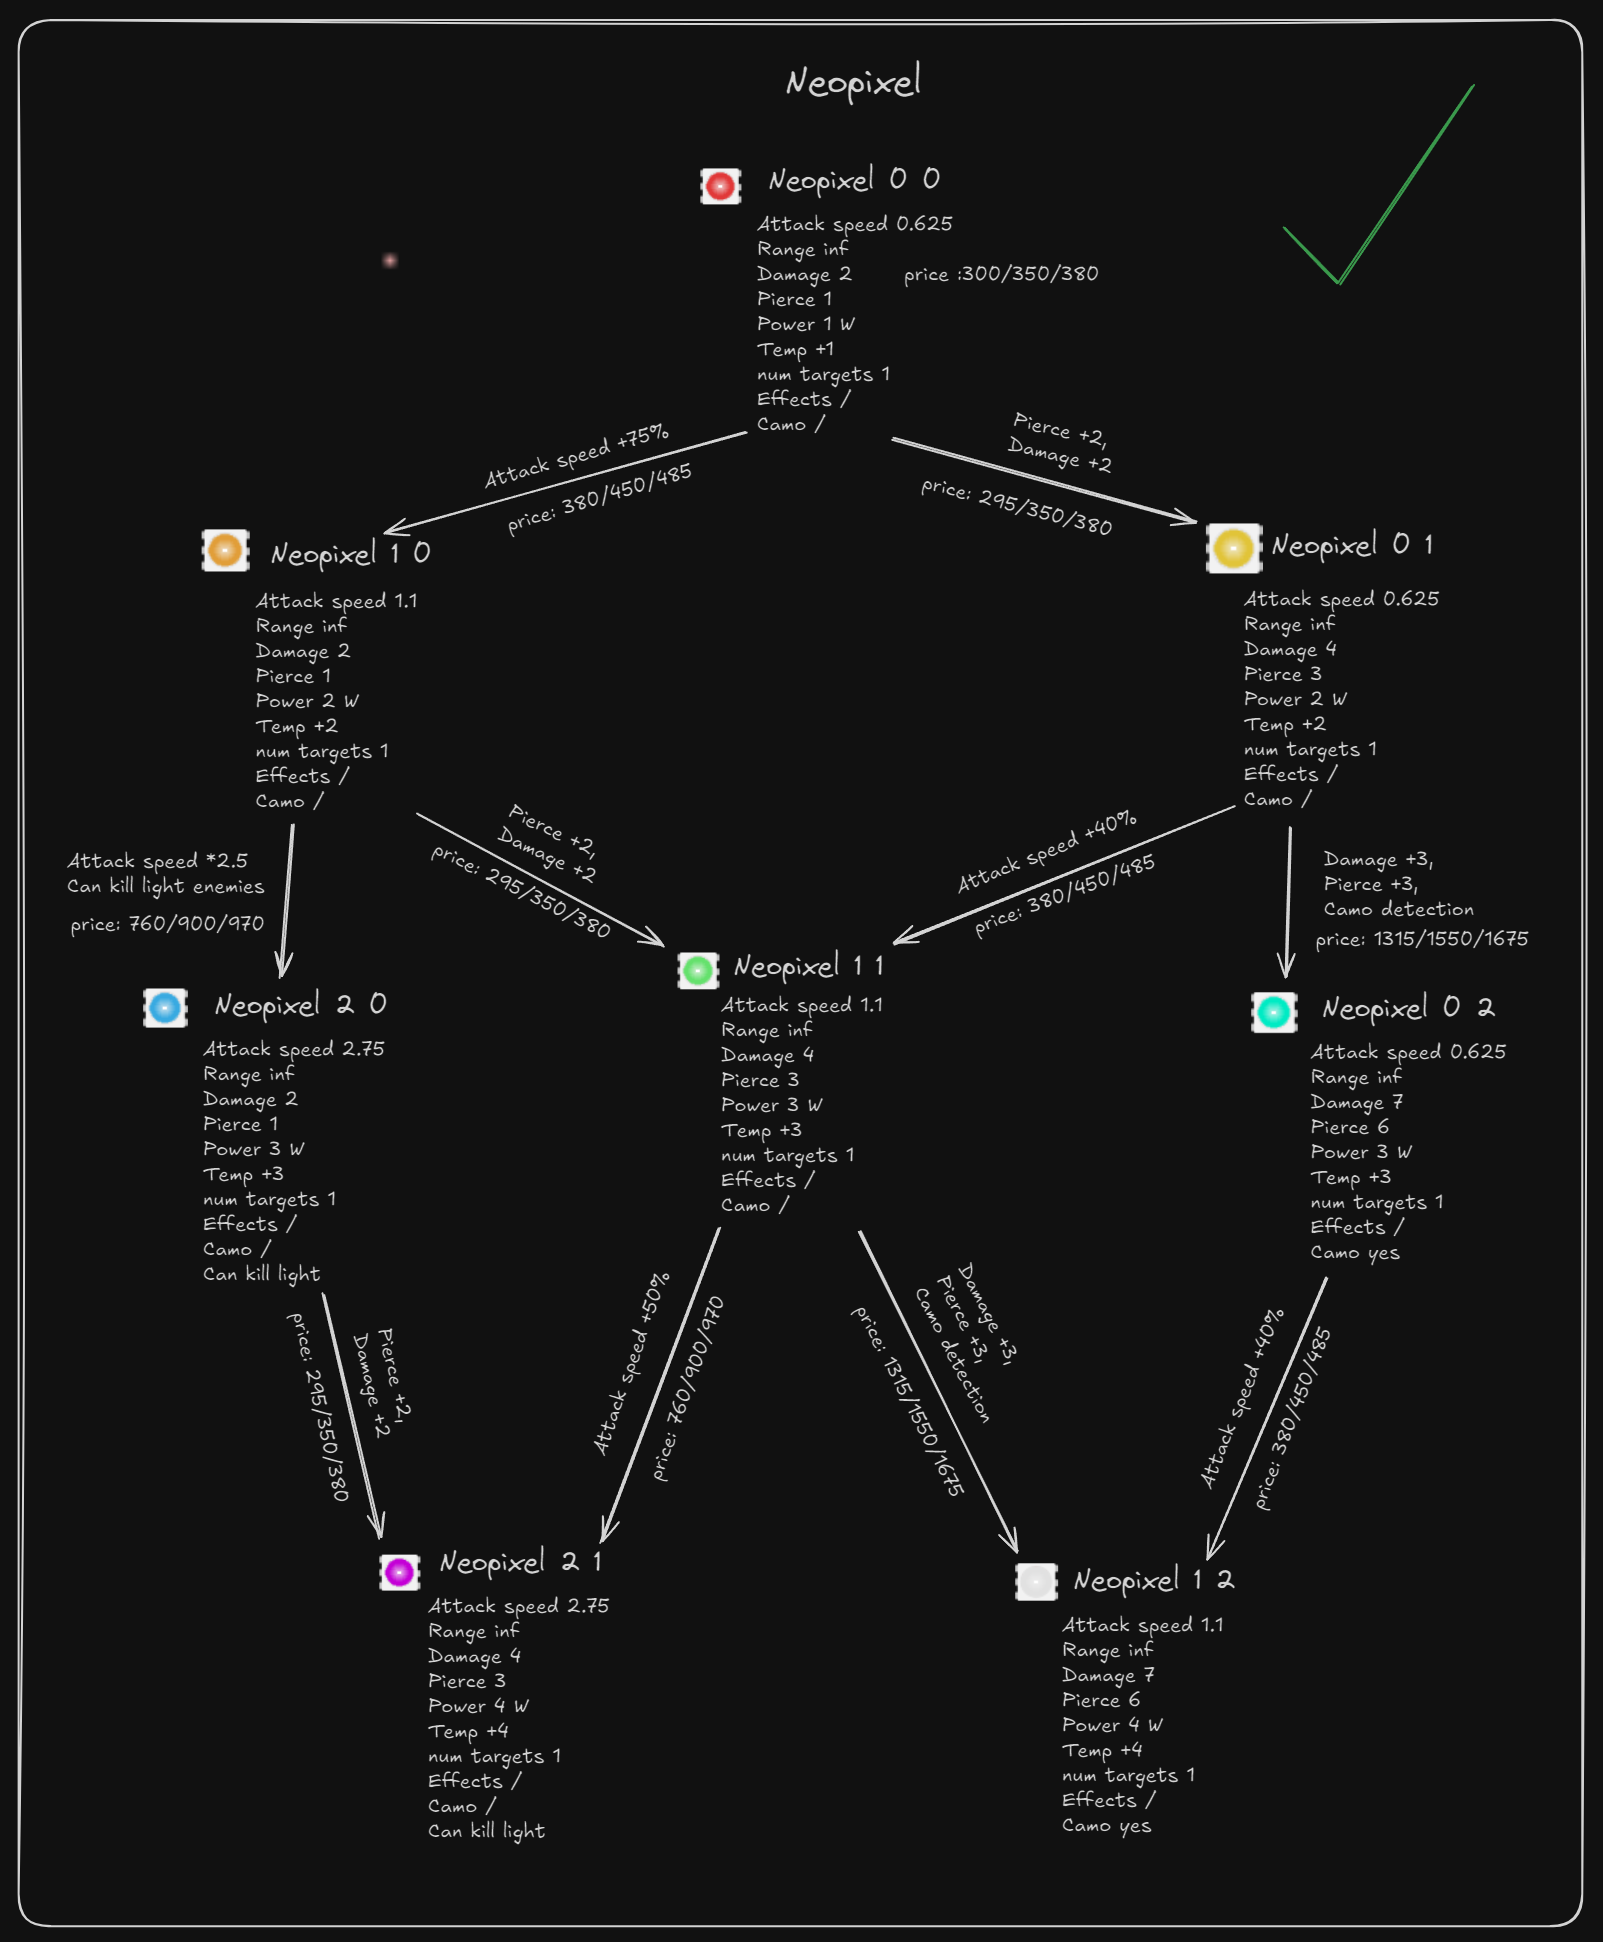 Neopixel
Neopixel 0 0
Attack speed 0.625
Range inf
Damage 2
price :300/350/380
Pierce 1
Power 1 W
Temp +1
num targets 1
Effects /
Camo /
Attack speed +75%
price: 380/450/485
Pierce +2,
Damage +2
price: 295/350/380
Neopixel 1 0
Attack speed 1.1
Range inf
Damage 2
Pierce 1
Power 2 W
Temp +2
num targets 1
Effects /
Camo /
Neopixel 0 1
Attack speed 0.625
Range inf
Damage 4
Pierce 3
Power 2 W
Temp +2
num targets 1
Effects /
Camo /
Attack speed *2.5
Can kill light enemies
price: 760/900/970
Pierce +2,
Damage +2
price: 295/350/380
Attack speed +40%
price: 380/450/485
Damage +3,
Pierce +3,
Camo detection
price: 1315/1550/1675
Neopixel 2 0
Attack speed 2.75
Range inf
Damage 2
Pierce 1
Power 3 W
Temp +3
num targets 1
Effects /
Camo /
Can kill light
Neopixel 1 1
Attack speed 1.1
Range inf
Damage 4
Pierce 3
Power 3 W
Temp +3
num targets 1
Effects /
Camo /
Neopixel 0 2
Attack speed 0.625
Range inf
Damage 7
Pierce 6
Power 3 W
Temp +3
num targets 1
Effects /
Camo yes
Pierce +2,
Damage +2
price: 295/350/380
Attack speed +50%
price: 760/900/970
Damage +3,
Pierce +3,
Camo detection
price: 1315/1550/1675
Attack speed +40%
price: 380/450/485
Neopixel 2 1
Attack speed 2.75
Range inf
Damage 4
Pierce 3
Power 4 W
Temp +4
num targets 1
Effects /
Camo /
Can kill light
Neopixel 1 2
Attack speed 1.1
Range inf
Damage 7
Pierce 6
Power 4 W
Temp +4
num targets 1
Effects /
Camo yes